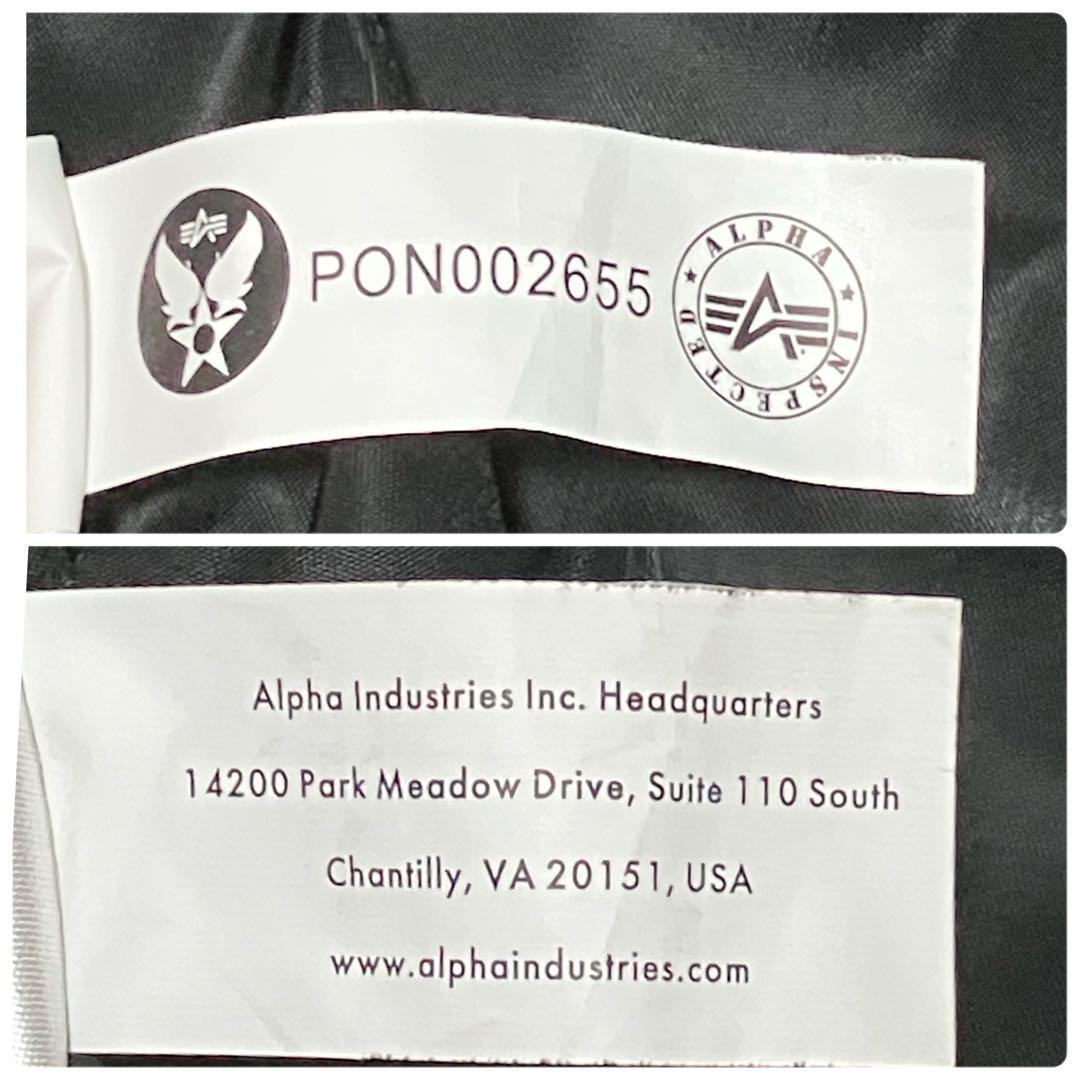 PON002655
ALPHA INSPECTED
Alpha Industries Inc. Headquarters
14200 Park Meadow Drive, Suite 110 South
Chantilly, VA 20151, USA
www.alphaindustries.com